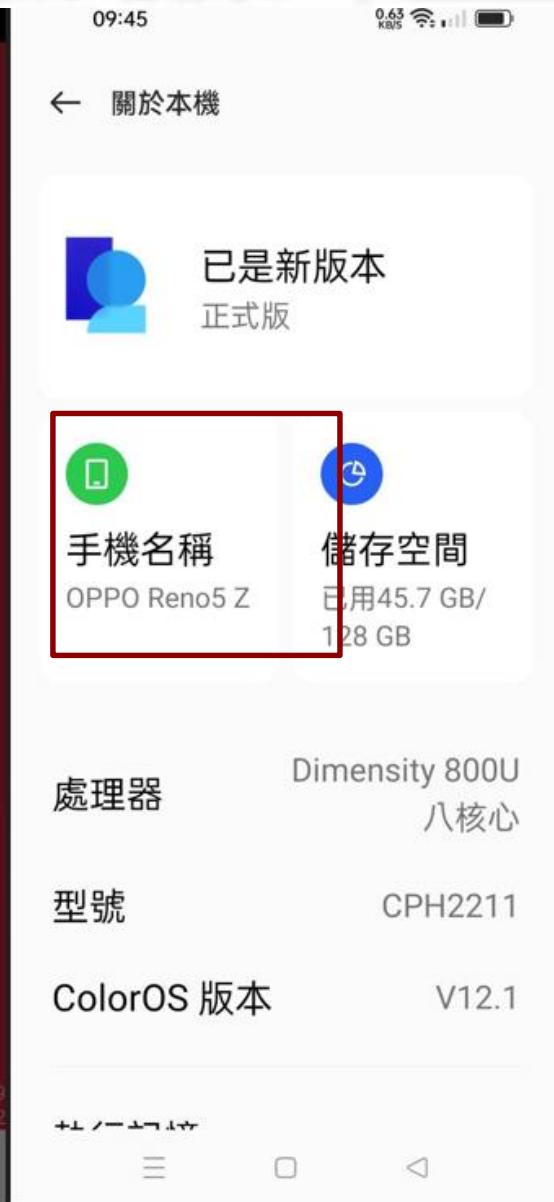 09:45
0.63
KB/S
關於本機
已是新版本
正式版
手機名稱
OPPO Reno5 Z
儲存空間
已用45.7 GB/
128 GB
處理器
Dimensity 800U
八核心
型號
CPH2211
ColorOS 版本
V12.1